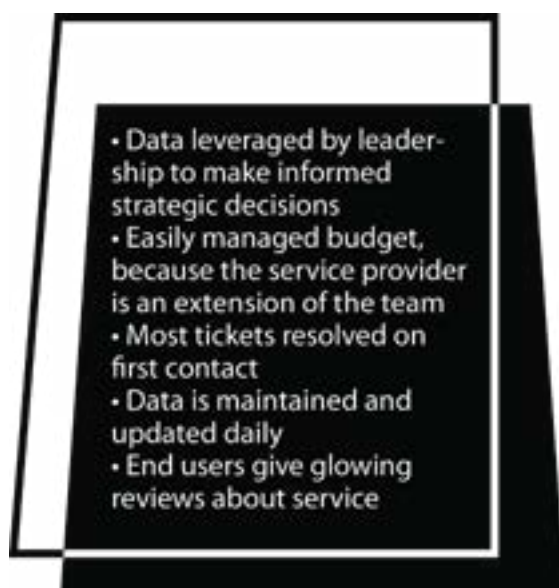 • Data leveraged by leader-
ship to make informed
strategic decisions
• Easily managed budget,
because the service provider
is an extension of the team
• Most tickets resolved on
first contact
• Data is maintained and
updated daily
• End users give glowing
reviews about service